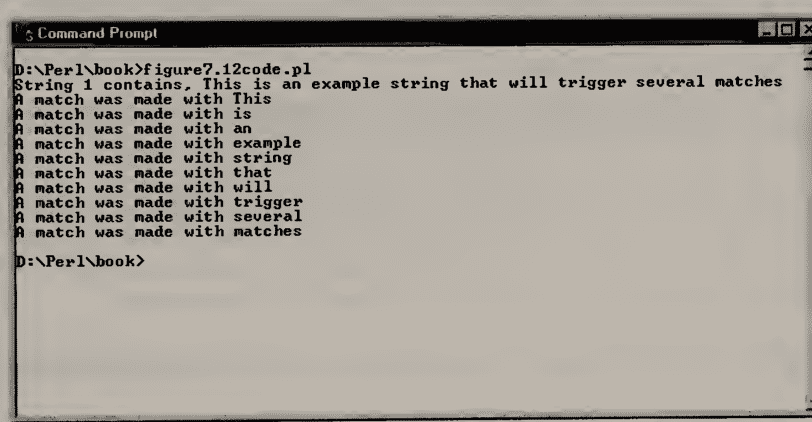 Command Prompt
D:\Perl\book>figure7.12code.pl
String 1 contains, This is an example string that will trigger several matches
A match was made with This
A match was made with is
A match was made with an
A match was made with example
A match was made with string
A match was made with that
A match was made with will
A match was made with trigger
A match was made with several
A match was made with matches
D:\Perl\book>